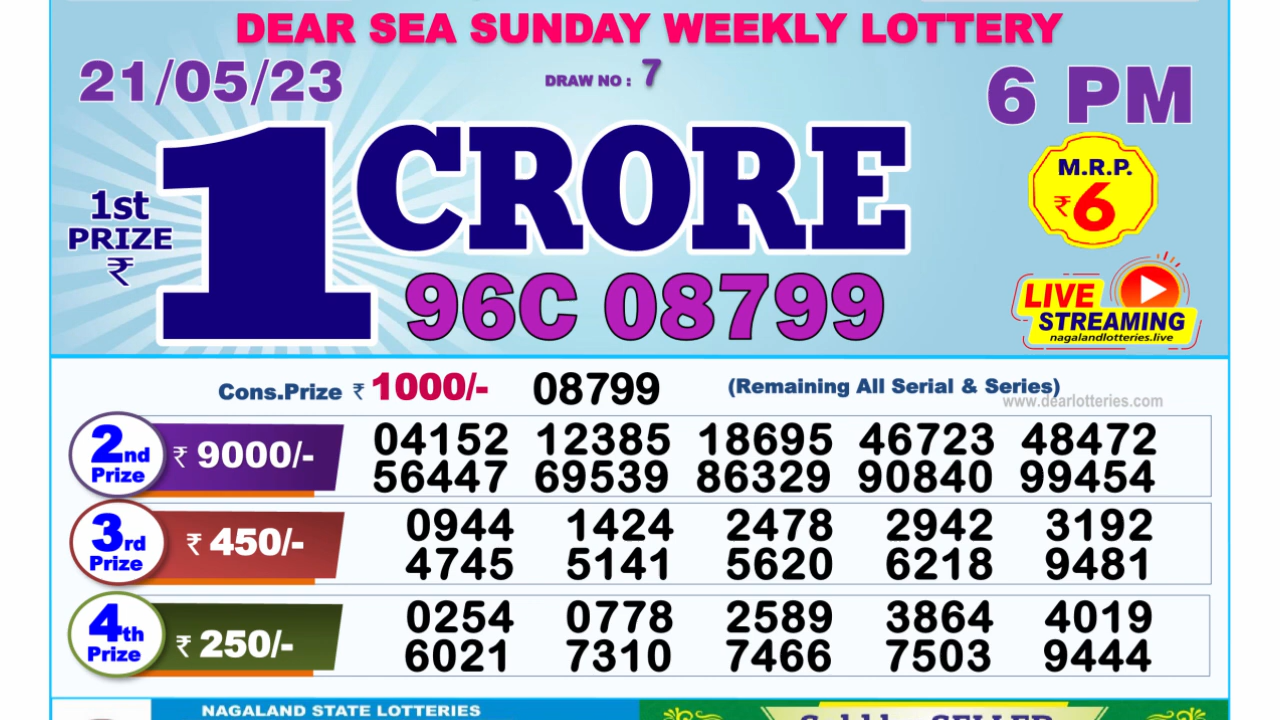 DEAR SEA SUNDAY WEEKLY LOTTERY
21/05/23
DRAW NO : 7
6 PM
1st
PRIZE
₹
1 CRORE
M.R.P.
₹6
96C 08799
LIVE
STREAMING
nagalandlotteries.live
Cons.Prize ₹ 1000/- 08799 (Remaining All Serial & Series)
www.dearlotteries.com
2nd
Prize
₹ 9000/-
04152 12385 18695 46723 48472
56447 69539 86329 90840 99454
3rd
Prize
₹ 450/-
0944 1424 2478 2942 3192
4745 5141 5620 6218 9481
4th
Prize
₹ 250/-
0254 0778 2589 3864 4019
6021 7310 7466 7503 9444
NAGALAND STATE LOTTERIES